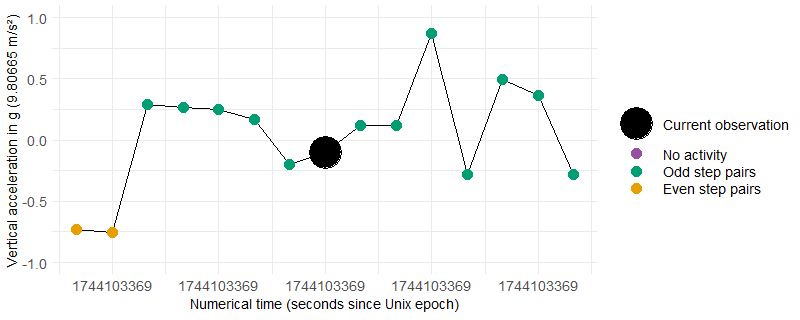 Vertical acceleration in g (9.80665 m/s²)
1.0
0.5
0.0
-0.5
-1.0
1744103369 1744103369 1744103369 1744103369 1744103369
Numerical time (seconds since Unix epoch)
Current observation
No activity
Odd step pairs
Even step pairs